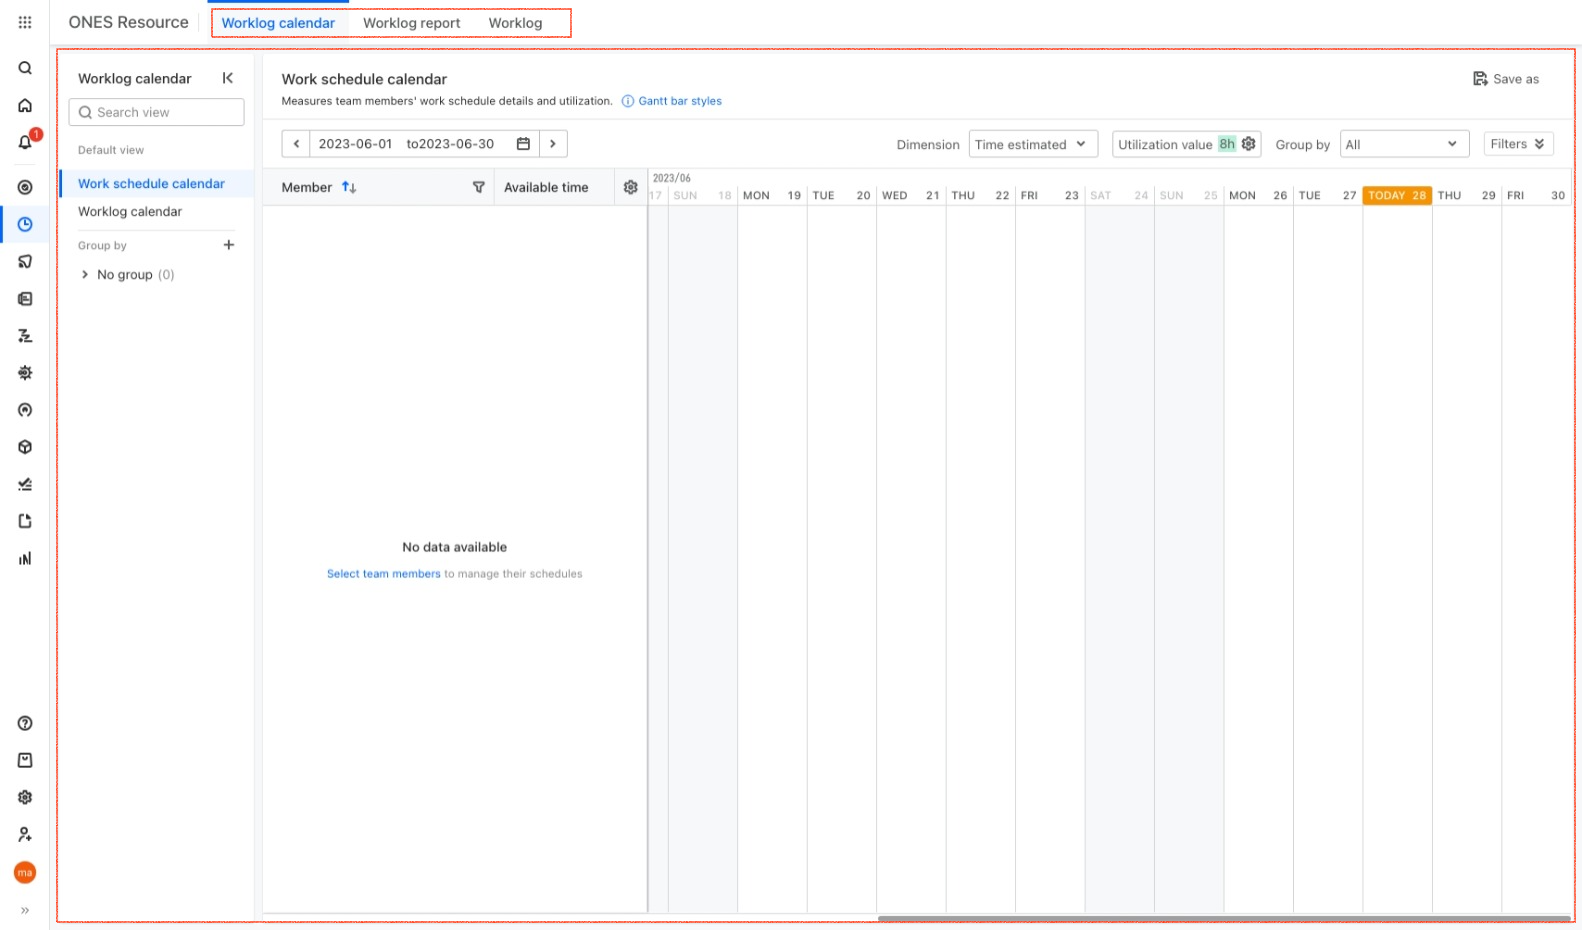 ONES Resource
Worklog calendar Worklog report Worklog
Worklog calendar
Search view
Default view
Work schedule calendar
Worklog calendar
Group by
No group (0)
1
ma
Work schedule calendar
Measures team members' work schedule details and utilization. Gantt bar styles
Save as
2023-06-01 to2023-06-30
Dimension Time estimated Utilization value 8h Group by All Filters
Member Available time
2023/06
17 SUN 18 MON 19 TUE 20 WED 21 THU 22 FRI 23 SAT 24 SUN 25 MON 26 TUE 27 TODAY 28 THU 29 FRI 30
No data available
Select team members to manage their schedules